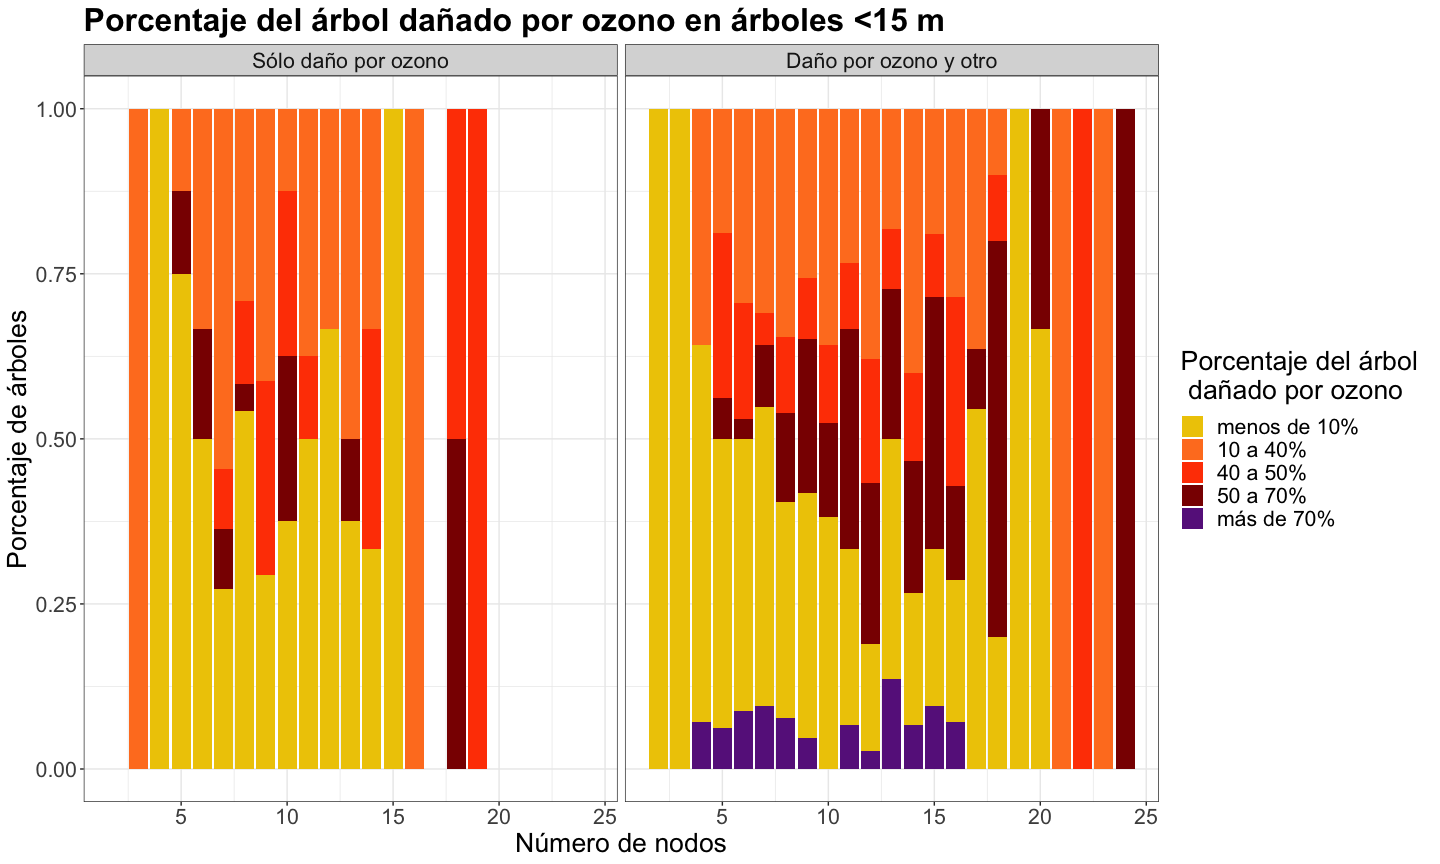 Porcentaje del árbol dañado por ozono en árboles <15 m
Sólo daño por ozono
Daño por ozono y otro
Porcentaje de árboles
1.00
0.75
0.50
0.25
0.00
5
10
15
20
25
5
10
15
20
25
Número de nodos
Porcentaje del árbol
dañado por ozono
menos de 10%
10 a 40%
40 a 50%
50 a 70%
más de 70%